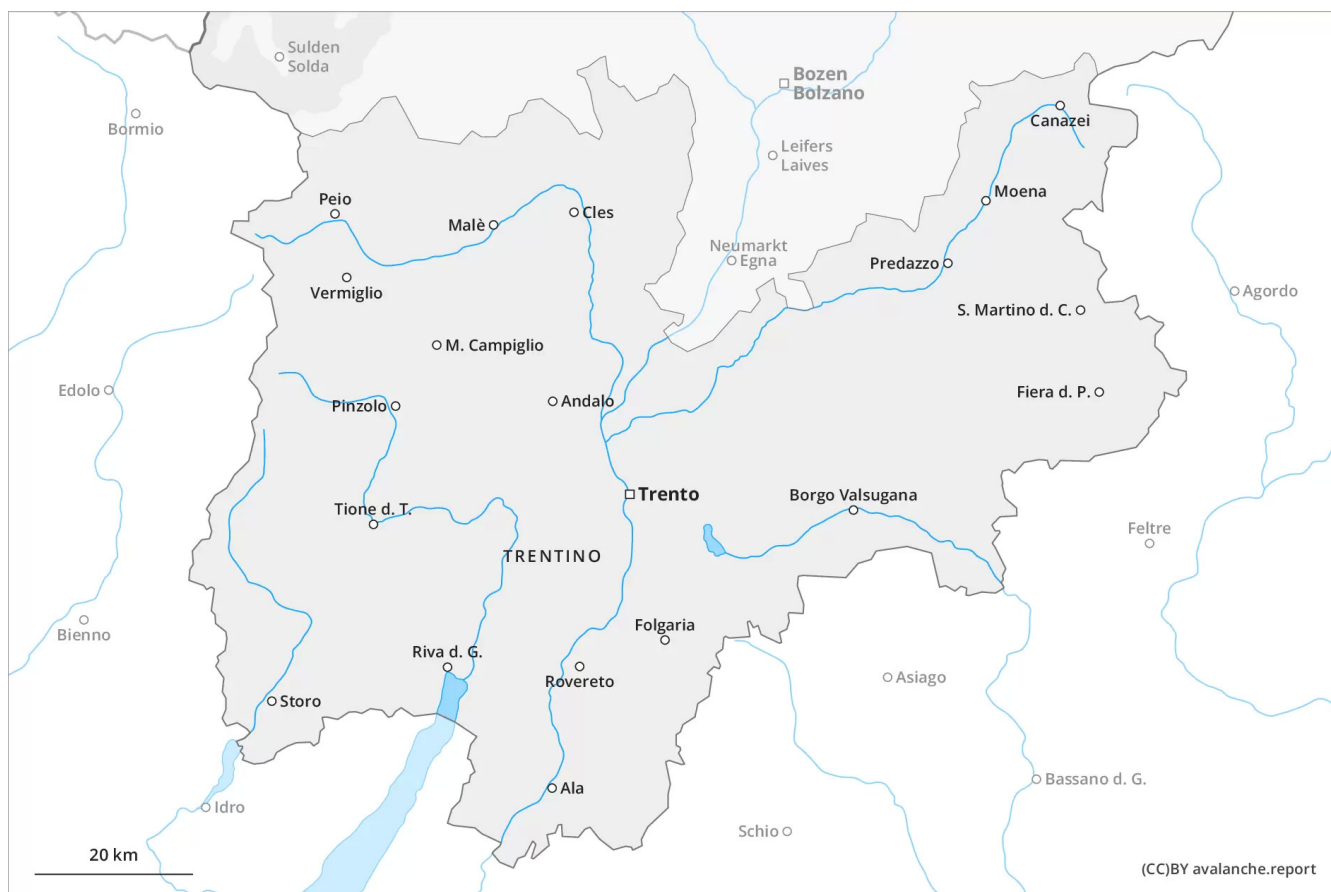 Sulden
Solda
Bozen
Bolzano
Bormio
Canazei
Leifers
Laives
Peio
Moena
Malè
Cles
Neumarkt
Egna
Predazzo
Vermiglio
Agordo
S. Martino d. C.
M. Campiglio
Edolo
Fiera d. P.
Pinzolo
Andalo
Trento
Borgo Valsugana
Tione d. T.
Feltre
TRENTINO
Folgaria
Bienno
Riva d. G.
Asiago
Rovereto
Storo
Bassano d. G.
Ala
Idro
Schio
20 km
(CC)BY avalanche.report